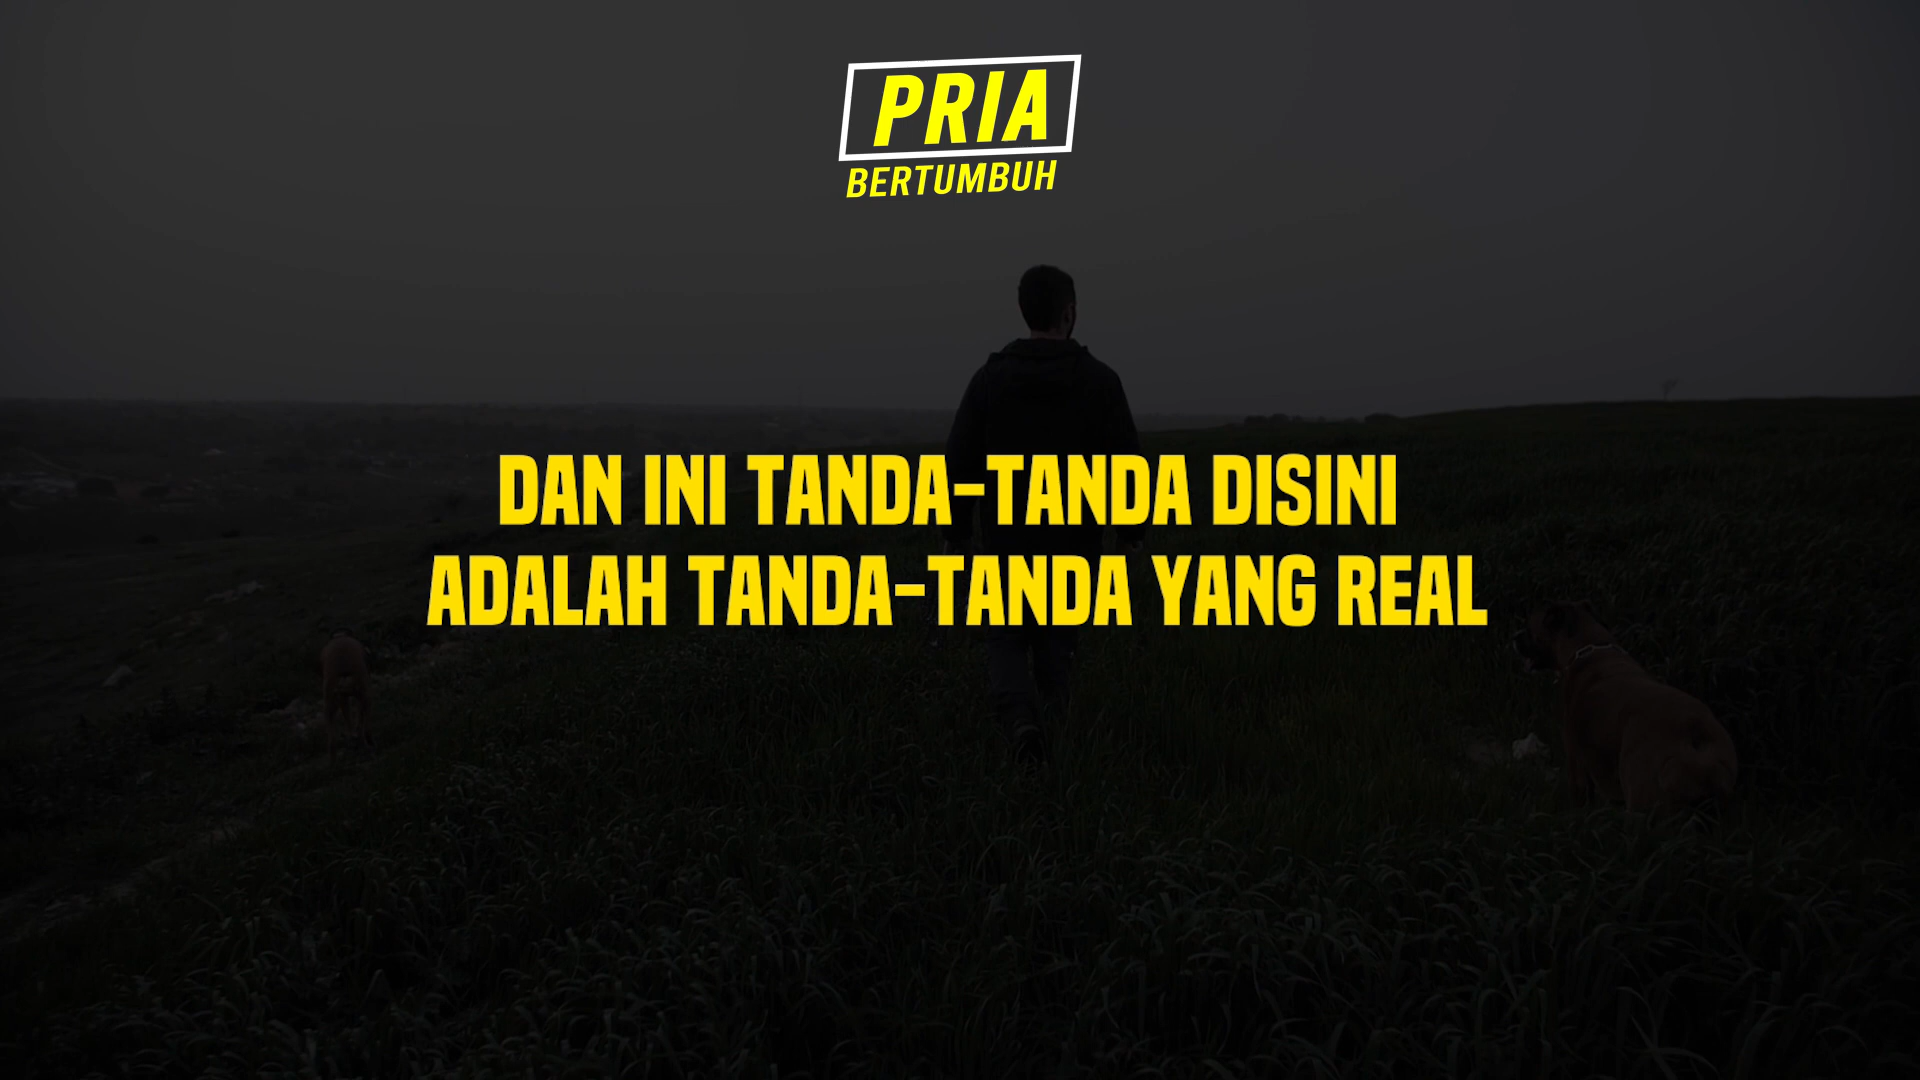 PRIA
BERTUMBUH
DAN INI TANDA-TANDA DISINI
ADALAH TANDA-TANDA YANG REAL